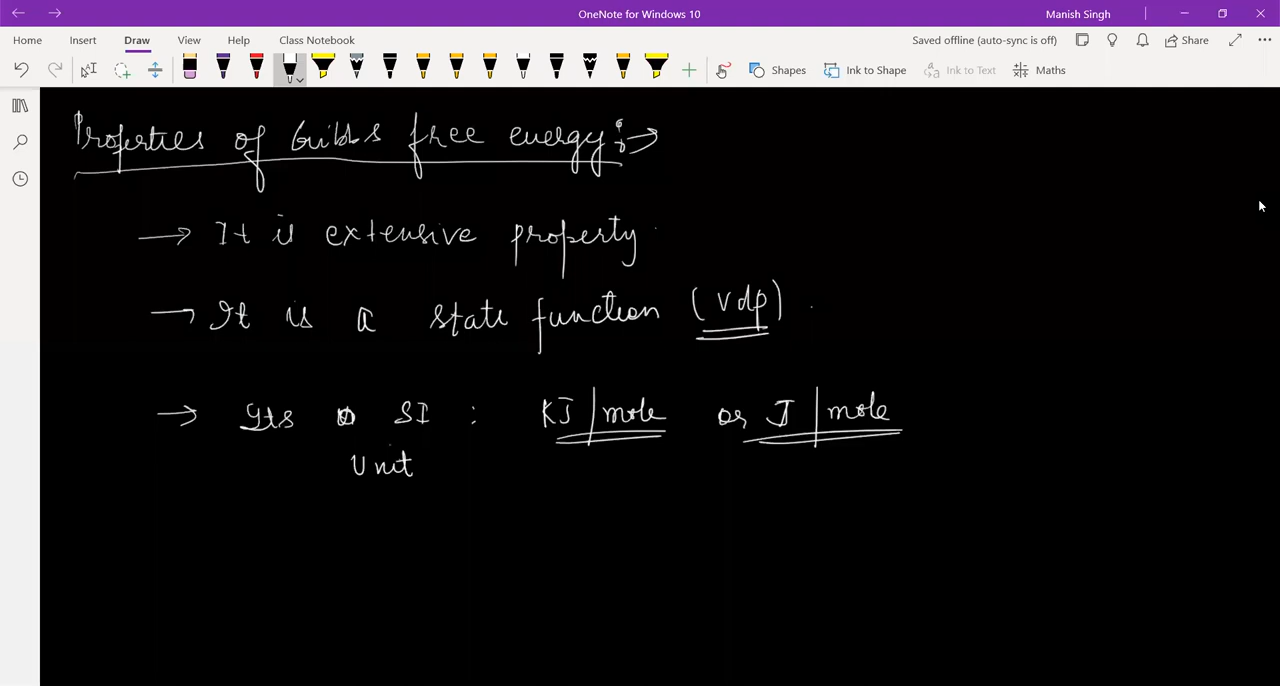 OneNote for Windows 10
Manish Singh
Home Insert Draw View Help Class Notebook
Saved offline (auto-sync is off) Share
Shapes Ink to Shape Ink to Text Maths
Properties of Guibbs free energy :→
→ It is extensive property
→ It is a state function (Vdp)
→ Its SI : KJ | mole or J | mole
Unit